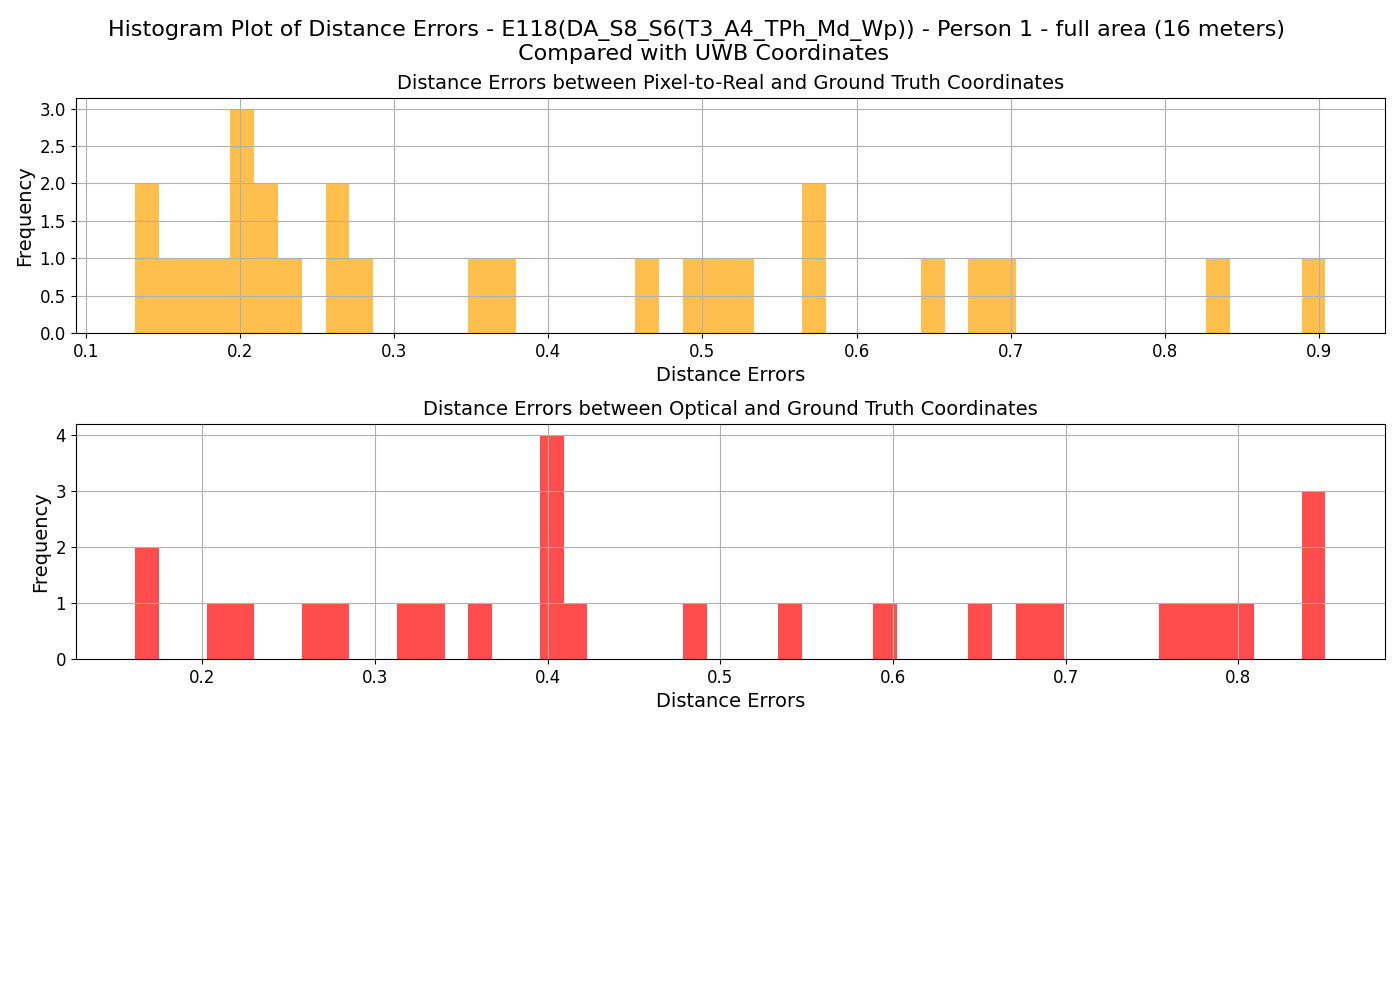 Histogram Plot of Distance Errors - E118(DA_S8_S6(T3_A4_TPh_Md_Wp)) - Person 1 - full area (16 meters)
Compared with UWB Coordinates
Distance Errors between Pixel-to-Real and Ground Truth Coordinates
3.0
2.5
2.0
1.5
1.0
0.5
0.0
Frequency
0.1 0.2 0.3 0.4 0.5 0.6 0.7 0.8 0.9
Distance Errors
Distance Errors between Optical and Ground Truth Coordinates
4
3
2
1
0
Frequency
0.2 0.3 0.4 0.5 0.6 0.7 0.8
Distance Errors